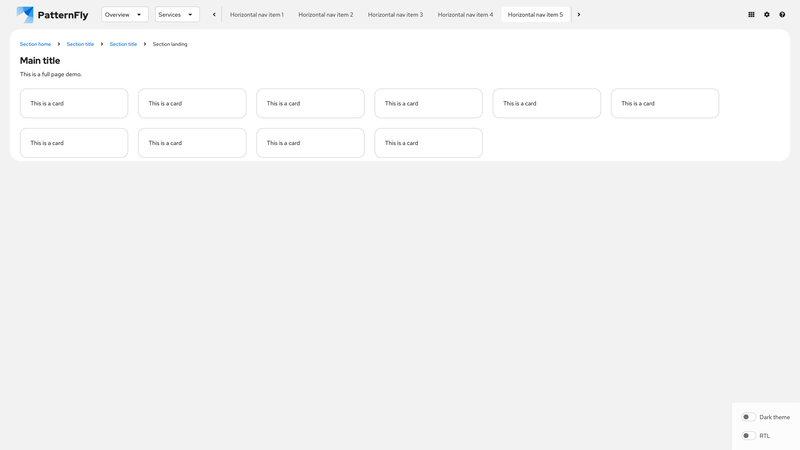 PatternFly Overview Services Horizontal nav item 1 Horizontal nav item 2 Horizontal nav item 3 Horizontal nav item 4 Horizontal nav item 5
Section home Section title Section title Section landing
Main title
This is a full page demo.
This is a card This is a card This is a card This is a card This is a card This is a card
This is a card This is a card This is a card This is a card
Dark theme
RTL